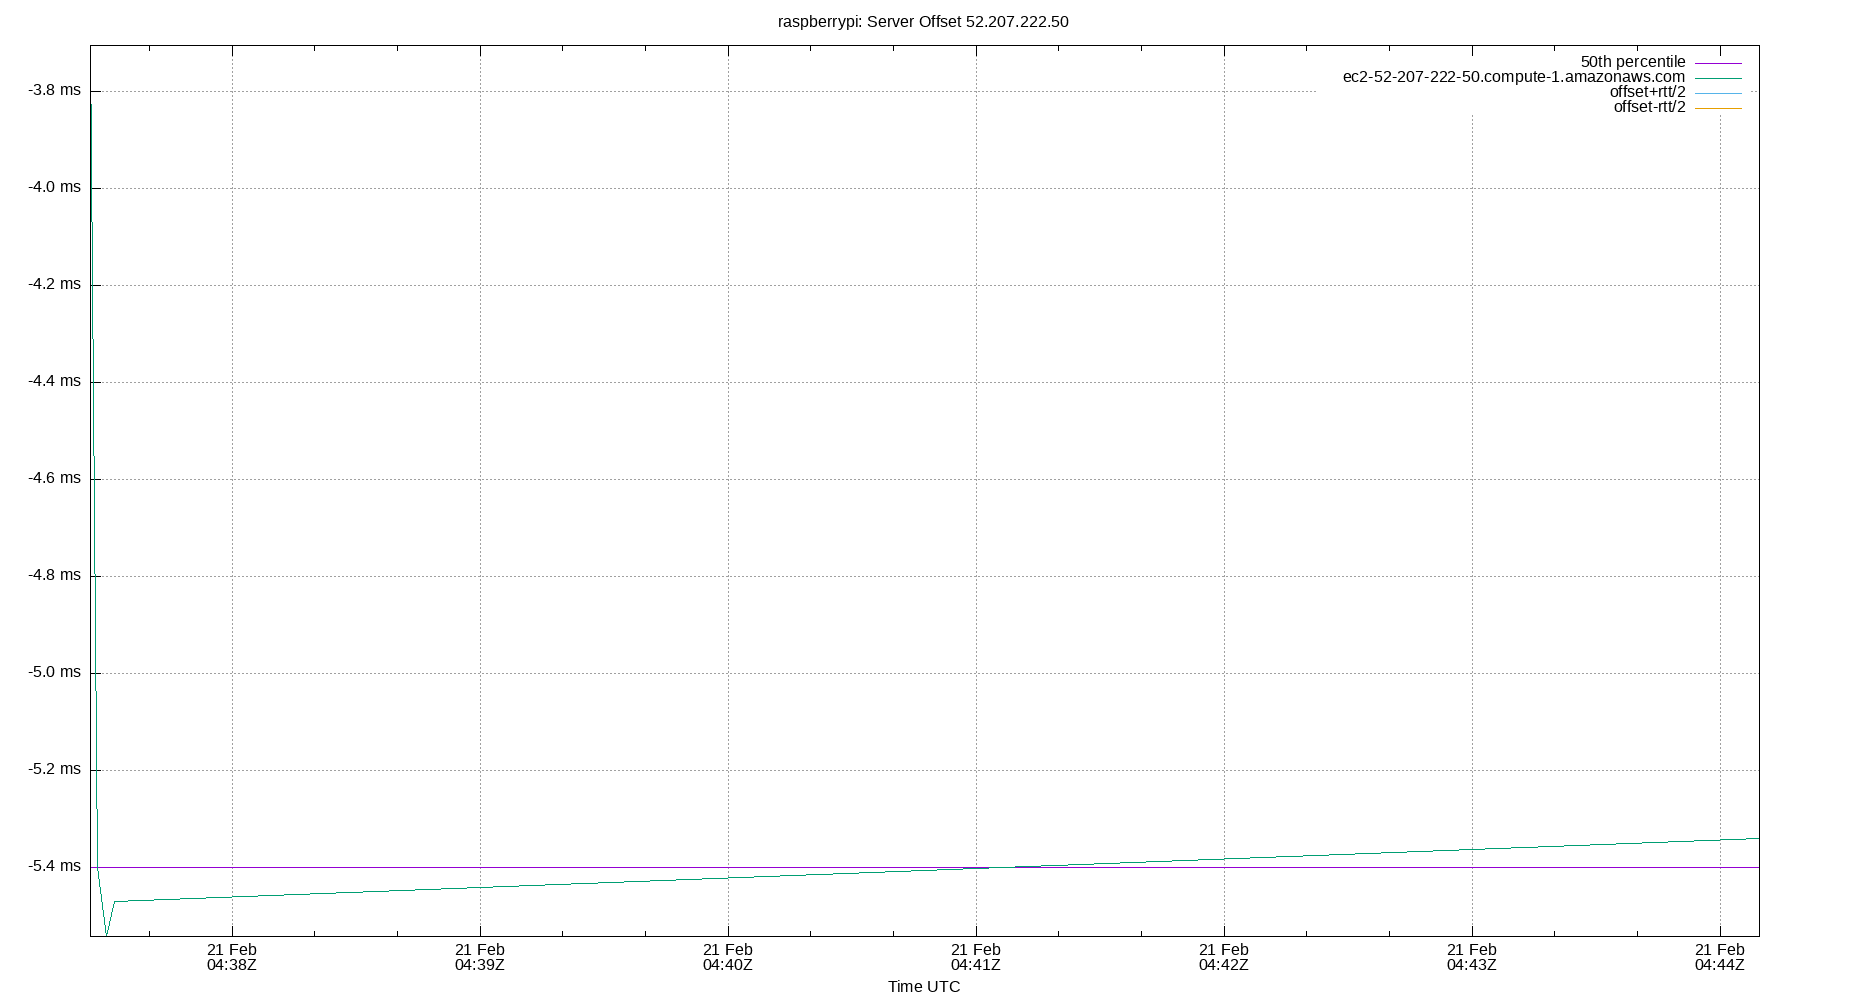 raspberrypi: Server Offset 52.207.222.50
50th percentile
ec2-52-207-222-50.compute-1.amazonaws.com
offset+rtt/2
offset-rtt/2
-3.8 ms
-4.0 ms
-4.2 ms
-4.4 ms
-4.6 ms
-4.8 ms
-5.0 ms
-5.2 ms
-5.4 ms
21 Feb 21 Feb 21 Feb 21 Feb 21 Feb 21 Feb 21 Feb
04:38Z 04:39Z 04:40Z 04:41Z 04:42Z 04:43Z 04:44Z
Time UTC